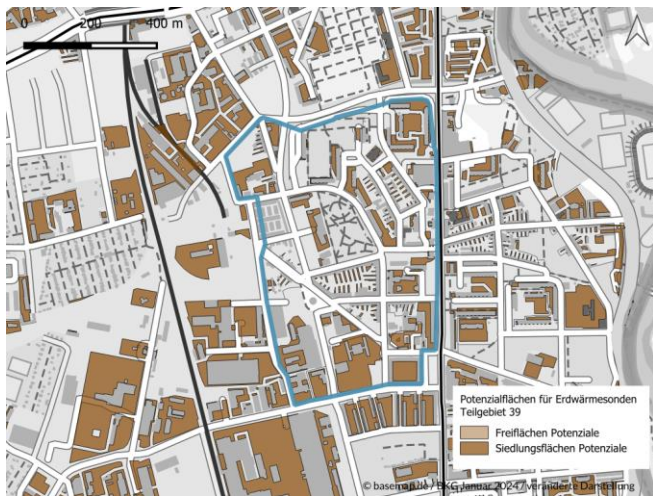 0 200 400 m
Potenzialflächen für Erdwärmesonden
Teilgebiet 39
Freiflächen Potenziale
Siedlungsflächen Potenziale
© basemap.de / BKG Januar 2024 / veränderte Darstellung